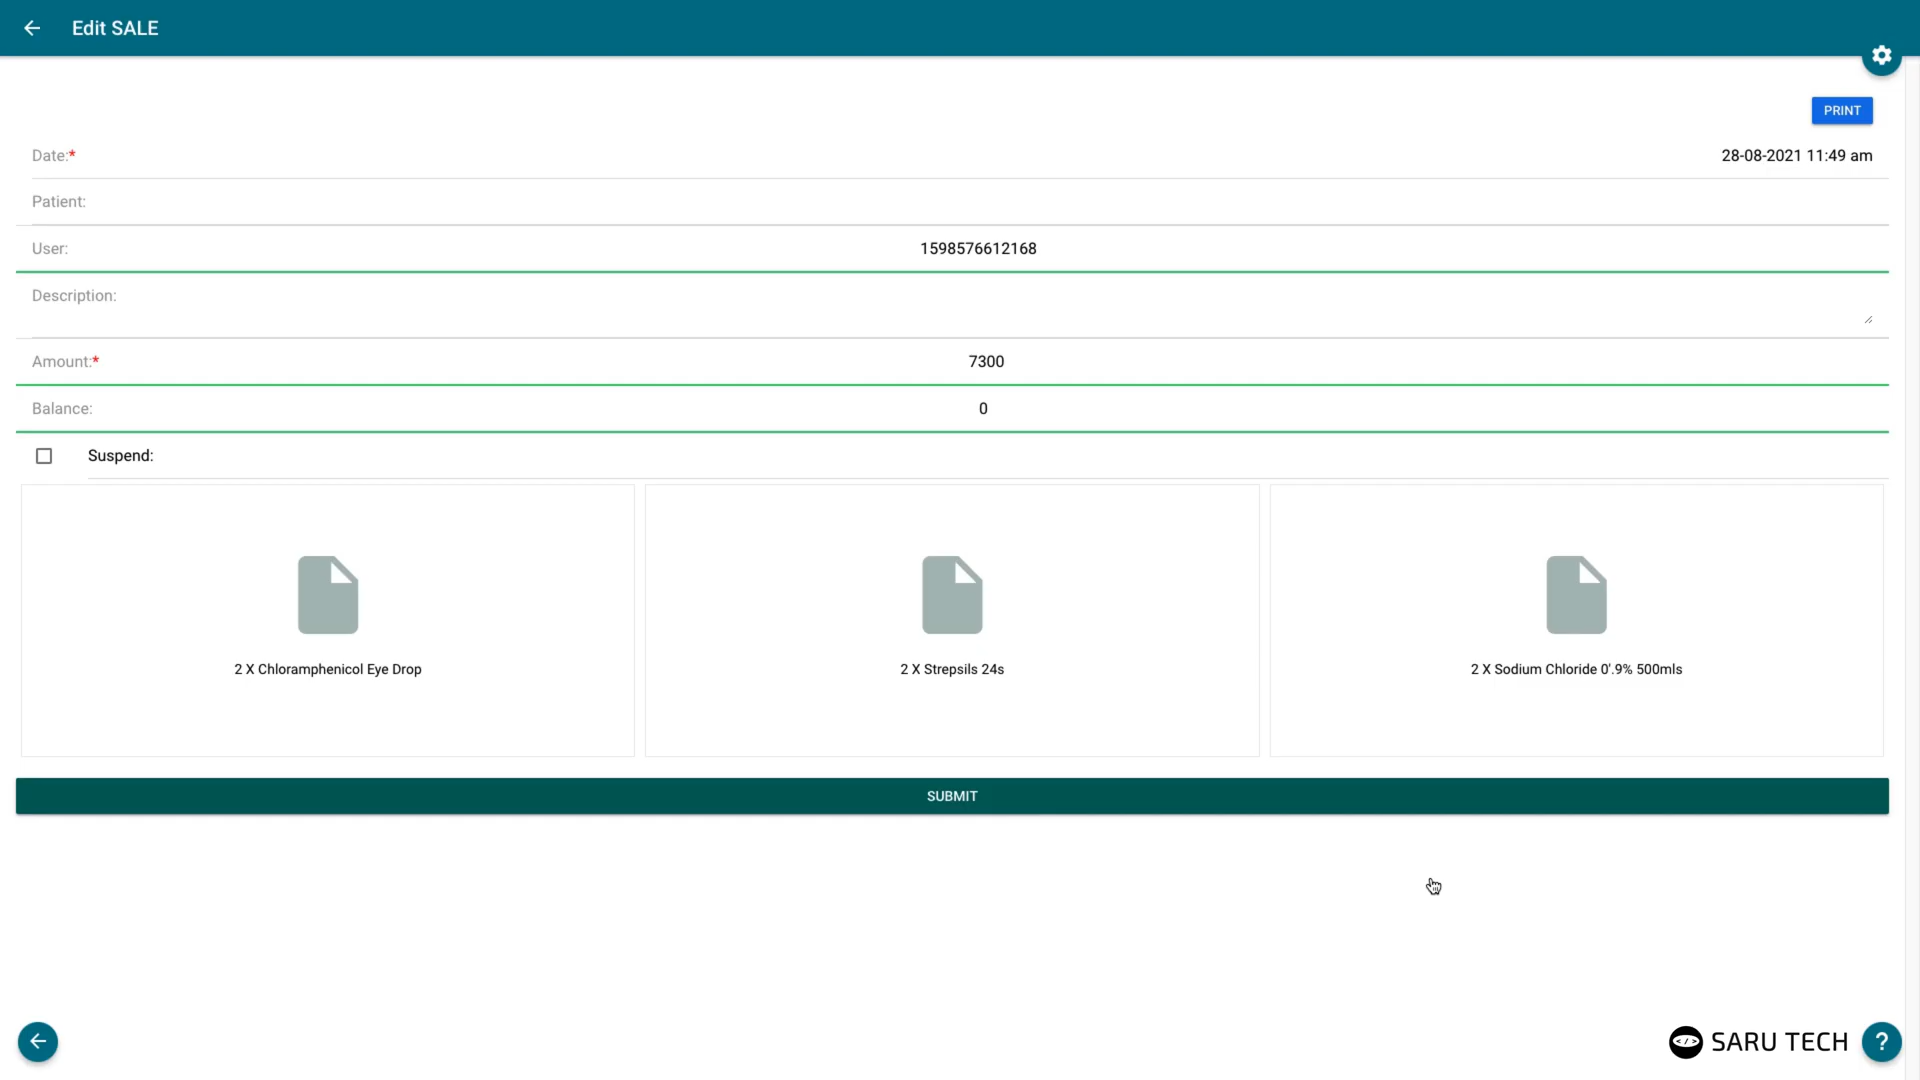 Edit SALE
PRINT
Date:* 28-08-2021 11:49 am
Patient:
User: 1598576612168
Description:
Amount:* 7300
Balance: 0
Suspend:
2 X Chloramphenicol Eye Drop
2 X Strepsils 24s
2 X Sodium Chloride 0'.9% 500mls
SUBMIT
</> SARU TECH ?